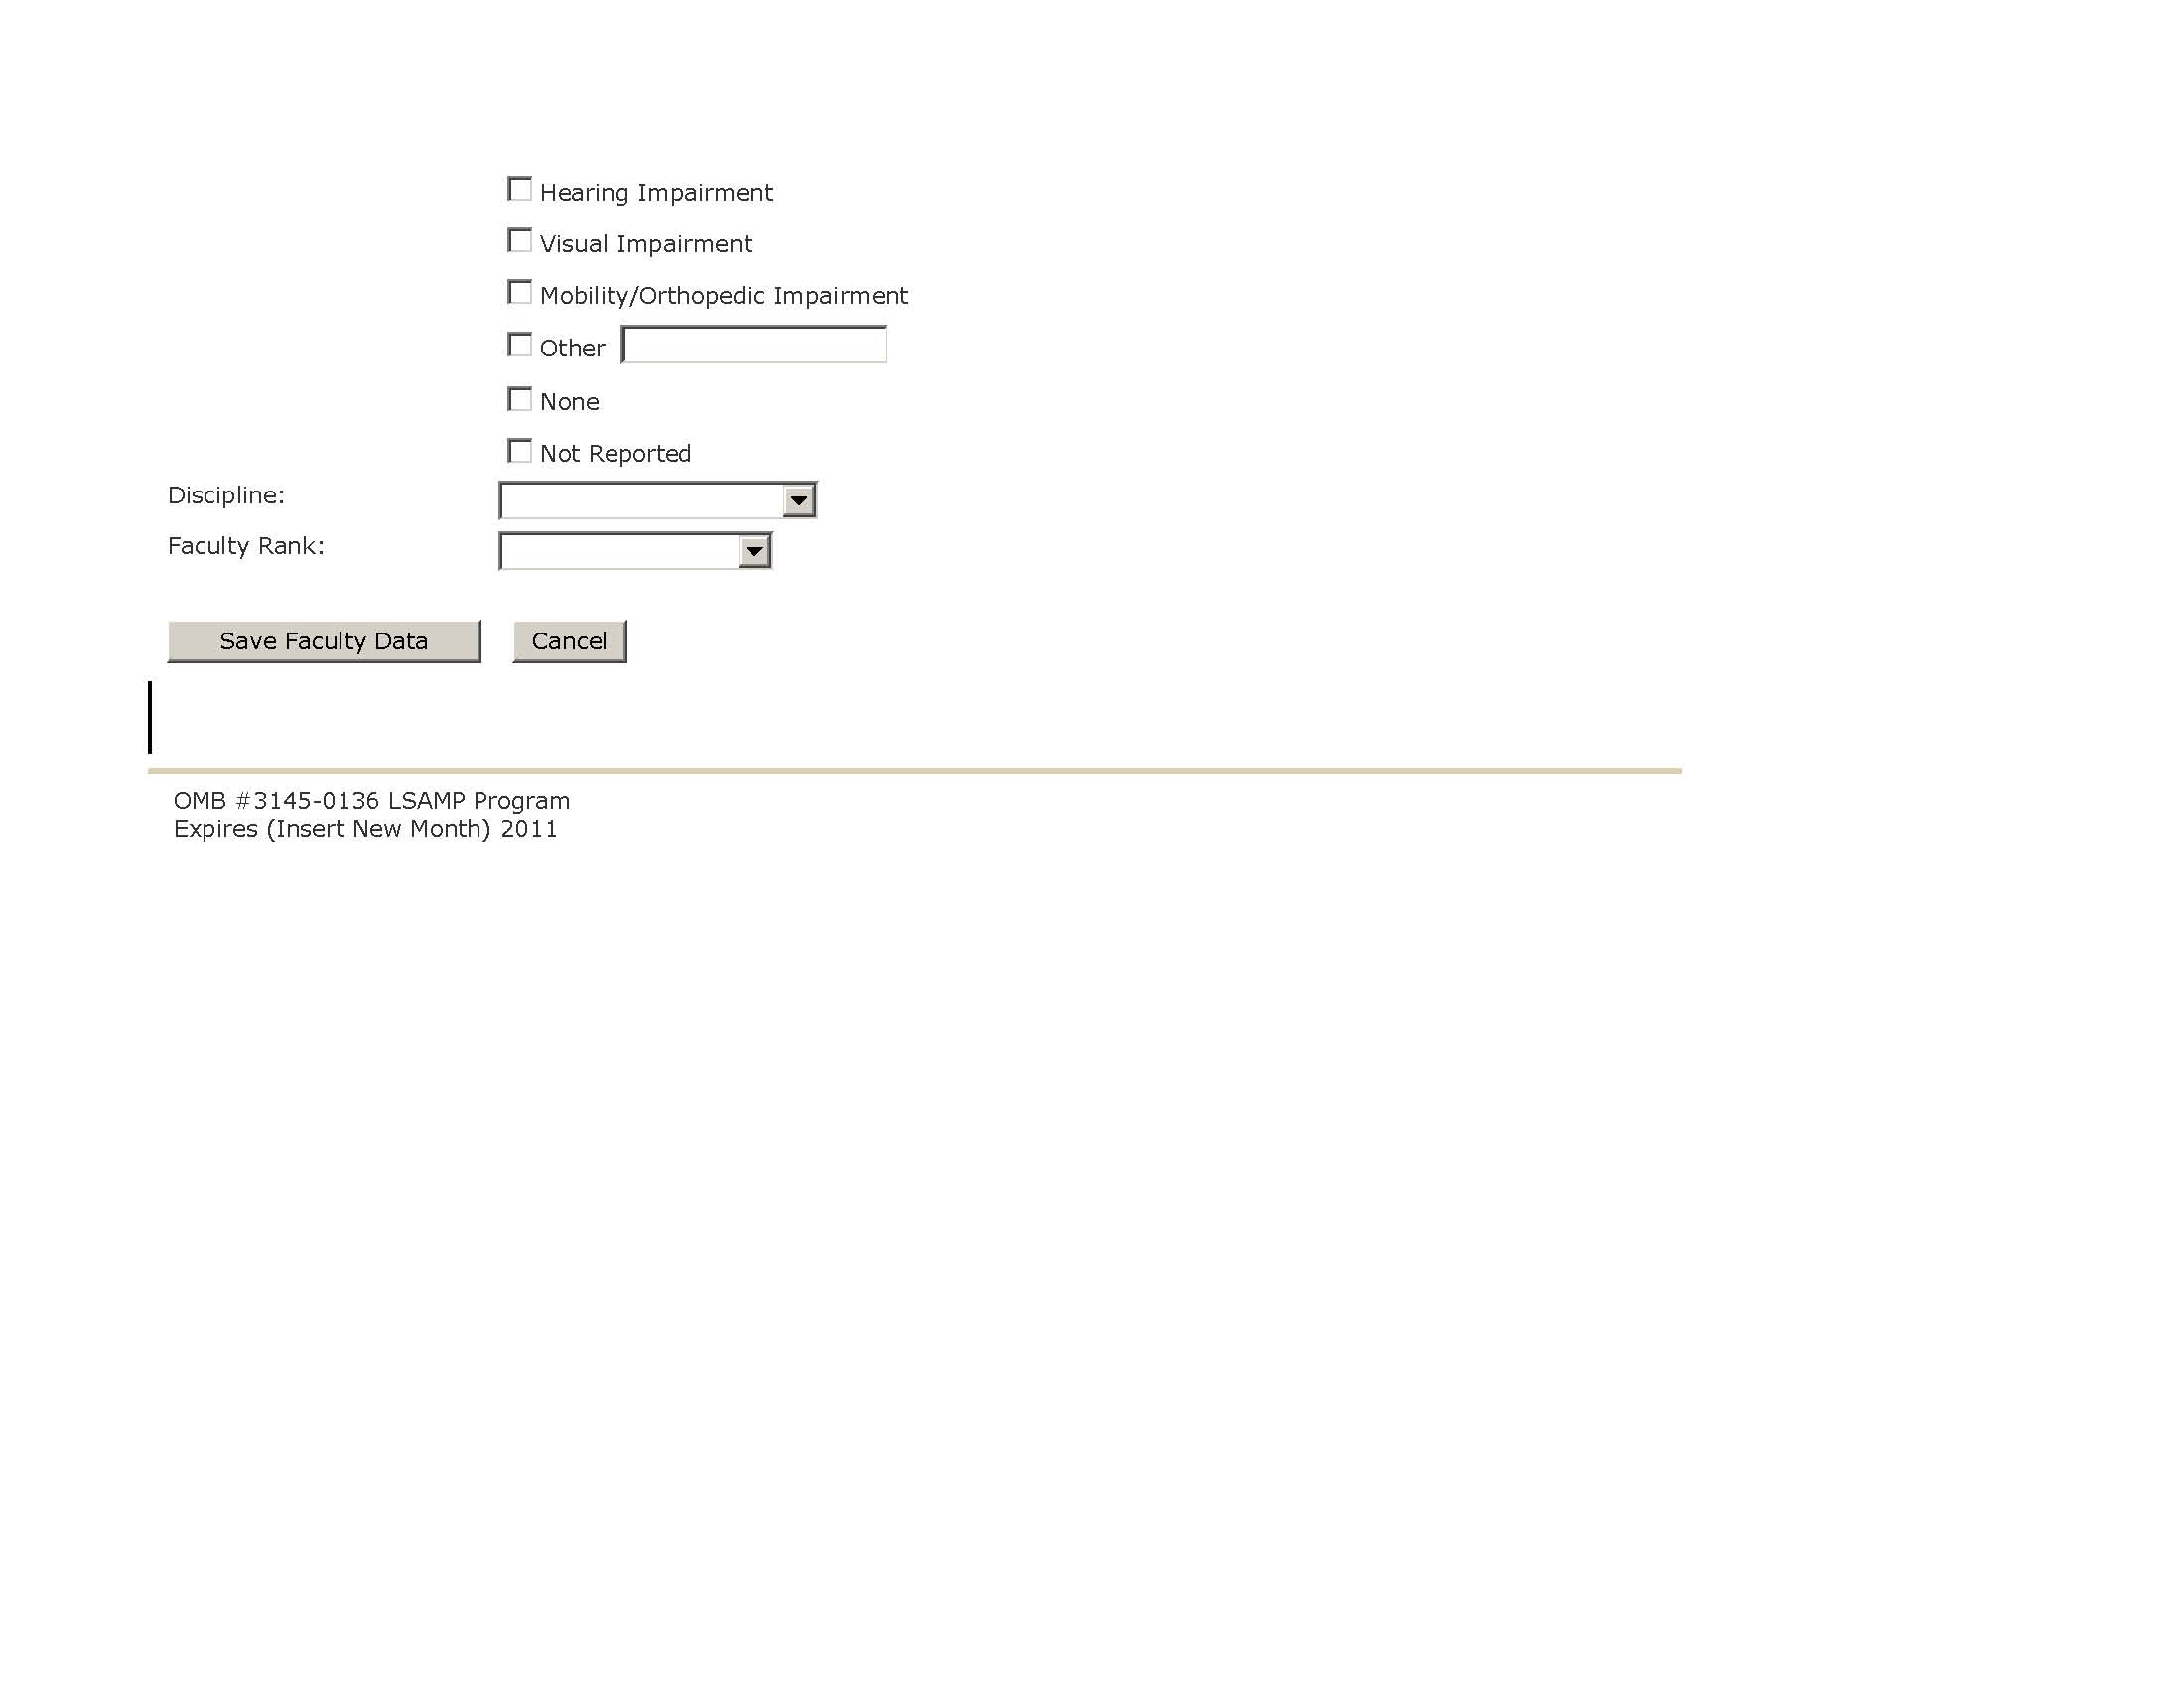 Hearing Impairment
Visual Impairment
Mobility/Orthopedic Impairment
Other
None
Not Reported
Discipline:
Faculty Rank:
Save Faculty Data Cancel
OMB #3145-0136 LSAMP Program
Expires (Insert New Month) 2011